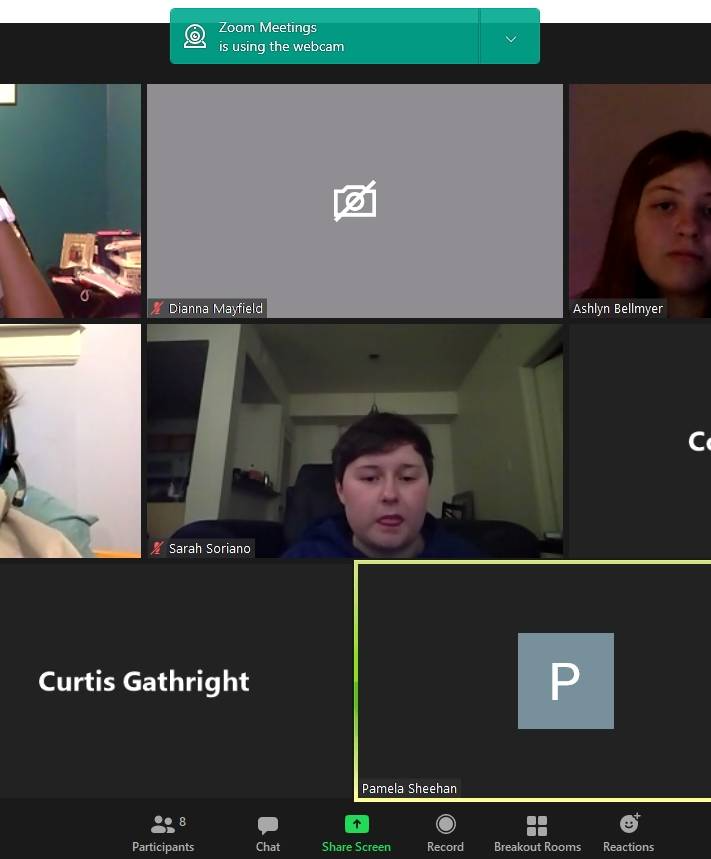 Zoom Meetings
is using the webcam
Dianna Mayfield
Ashlyn Bellmyer
Sarah Soriano
Curtis Gathright
P
Pamela Sheehan
8
Participants
Chat
Share Screen
Record
Breakout Rooms
Reactions